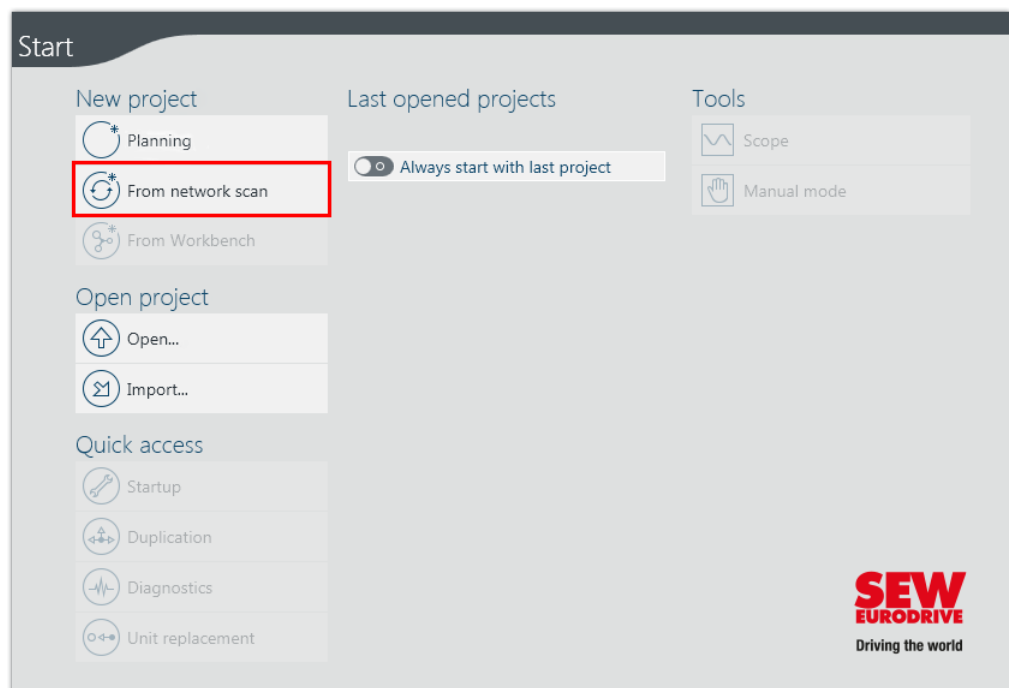 Start
New project
Planning
From network scan
From Workbench
Open project
Open...
Import...
Quick access
Startup
Duplication
Diagnostics
Unit replacement
Last opened projects
Always start with last project
Tools
Scope
Manual mode
SEW
EURODRIVE
Driving the world